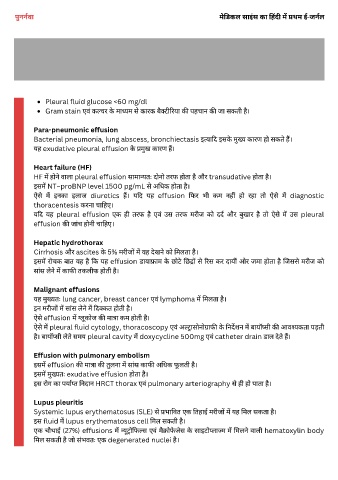 पुनर्नवा
मेडिकल साइंस का हिंदी में प्रथम ई-जर्नल
• Pleural fluid glucose <60 mg/dl
• Gram stain एवं कल्चर के माध्यम से कारक बैक्टीरिया की पहचान की जा सकती है।
Para-pneumonic effusion
Bacterial pneumonia, lung abscess, bronchiectasis इत्यादि इसके मुख्य कारण हो सकते हैं।
यह exudative pleural effusion के प्रमुख कारण हैं।
Heart failure (HF)
HF में होने वाला pleural effusion सामान्यतः दोनों तरफ होता है और transudative होता है।
इसमें NT–proBNP level 1500 pg/mL से अधिक होता है।
ऐसे में इनका इलाज diuretics हैं। यदि यह effusion फिर भी कम नहीं हो रहा तो ऐसे में diagnostic
thoracentesis करना चाहिए।
यदि यह pleural effusion एक ही तरफ है एवं उस तरफ मरीज को दर्द और बुखार है तो ऐसे में उस pleural
effusion की जांच होनी चाहिए।
Hepatic hydrothorax
Cirrhosis और ascites के 5% मरीजों में यह देखने को मिलता है।
इसमें रोचक बात यह है कि यह effusion डायाफ्राम के छोटे छिद्रों से रिस कर दायीं ओर जमा होता है जिससे मरीज को
सांस लेने में काफी तकलीफ होती है।
Malignant effusions
यह मुख्यतः lung cancer, breast cancer एवं lymphoma में मिलता है।
इन मरीजों में सांस लेने में दिक्कत होती है।
ऐसे effusion में ग्लूकोज की मात्रा कम होती है।
ऐसे में pleural fluid cytology, thoracoscopy एवं अल्ट्रासोनोग्राफी के निर्देशन में बायोप्सी की आवश्यकता पड़ती
है। बायोप्सी लेते समय pleural cavity में doxycycline 500mg एवं catheter drain डाल देते हैं।
Effusion with pulmonary embolism
इसमें effusion की मात्रा की तुलना में सांस काफी अधिक फूलती है।
इसमें मुख्यतः exudative effusion होता है।
इस रोग का पर्याप्त निदान HRCT thorax एवं pulmonary arteriography से ही हो पाता है।
Lupus pleuritis
Systemic lupus erythematosus (SLE) से प्रभावित एक तिहाई मरीजों में यह मिल सकता है।
इस fluid में lupus erythematosus cell मिल सकती है।
एक चौथाई (27%) effusions में न्यूट्रोफिल्स एवं मैक्रोफेजेस के साइटोप्लाज्म में मिलने वाली hematoxylin body
मिल सकती है जो संभवतः एक degenerated nuclei है।